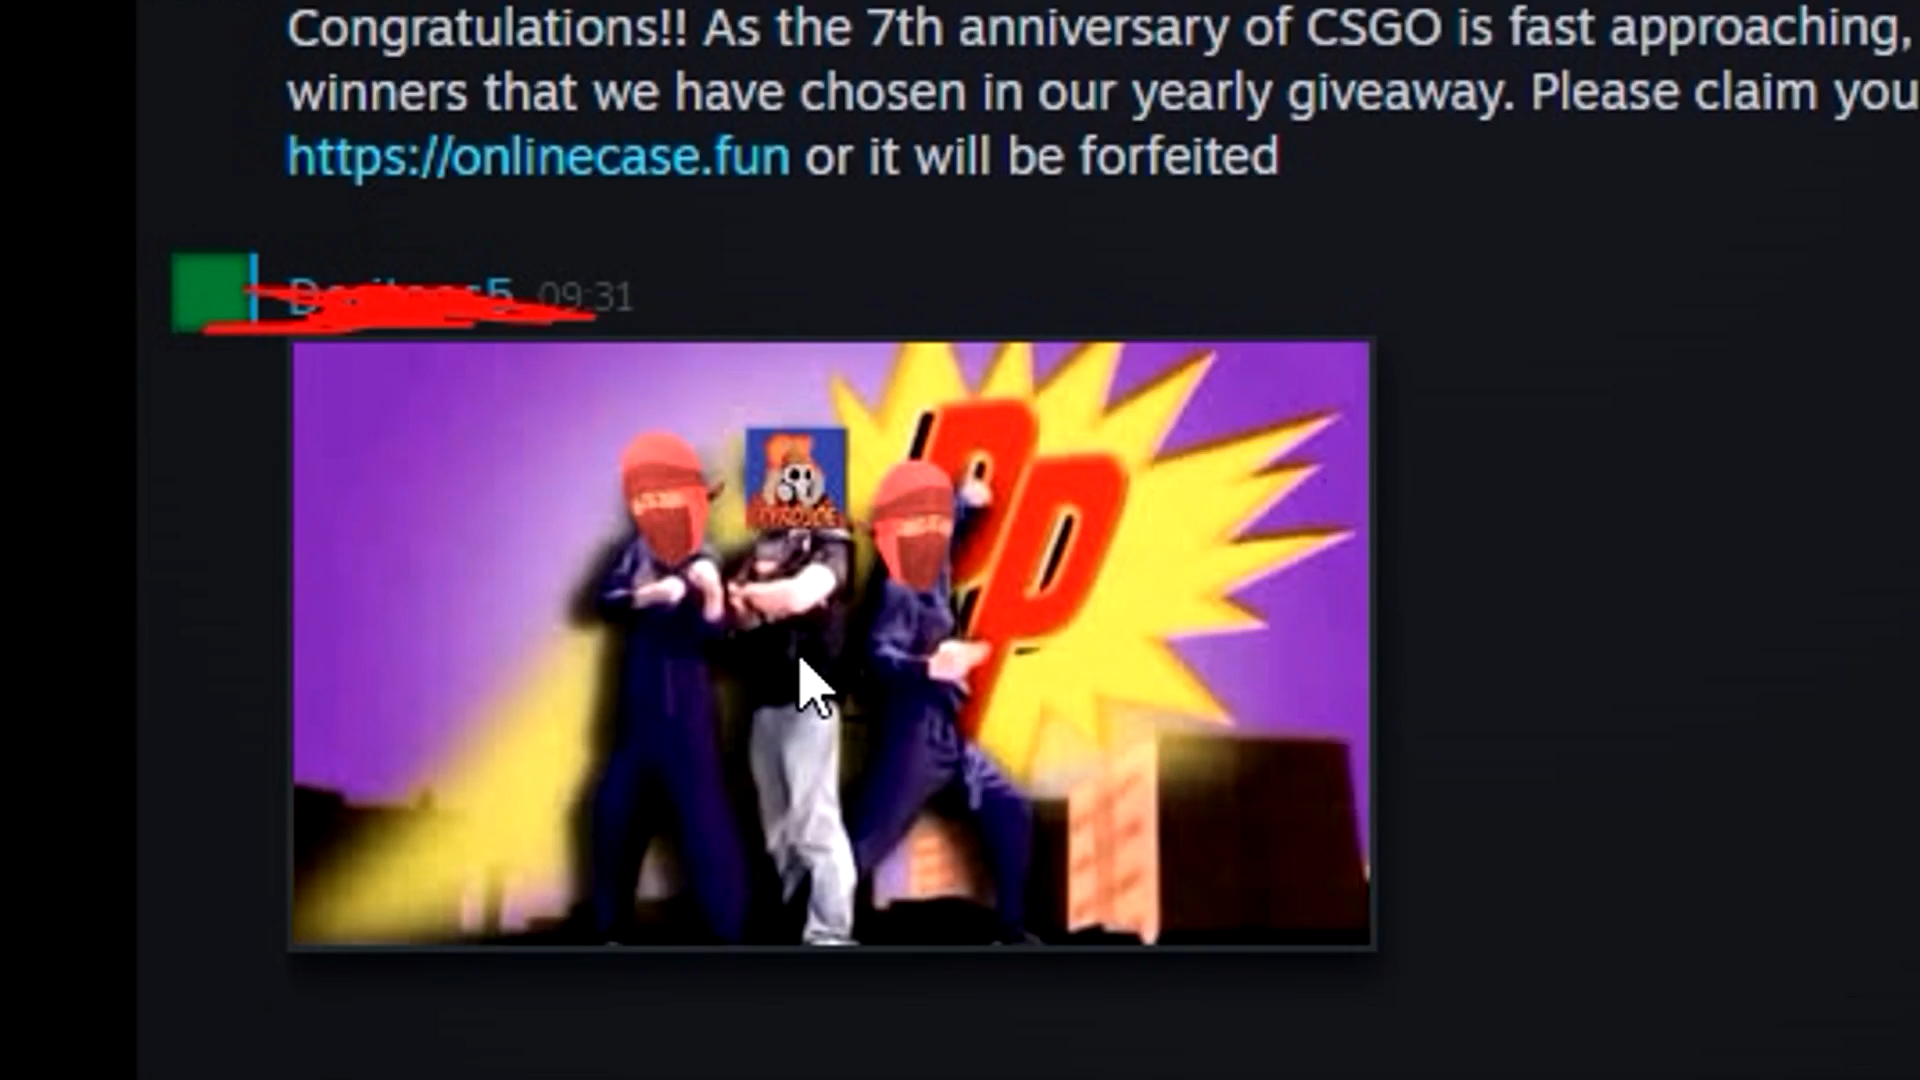 Congratulations!! As the 7th anniversary of CSGO is fast approaching,
winners that we have chosen in our yearly giveaway. Please claim you
https://onlinecase.fun or it will be forfeited
09:31